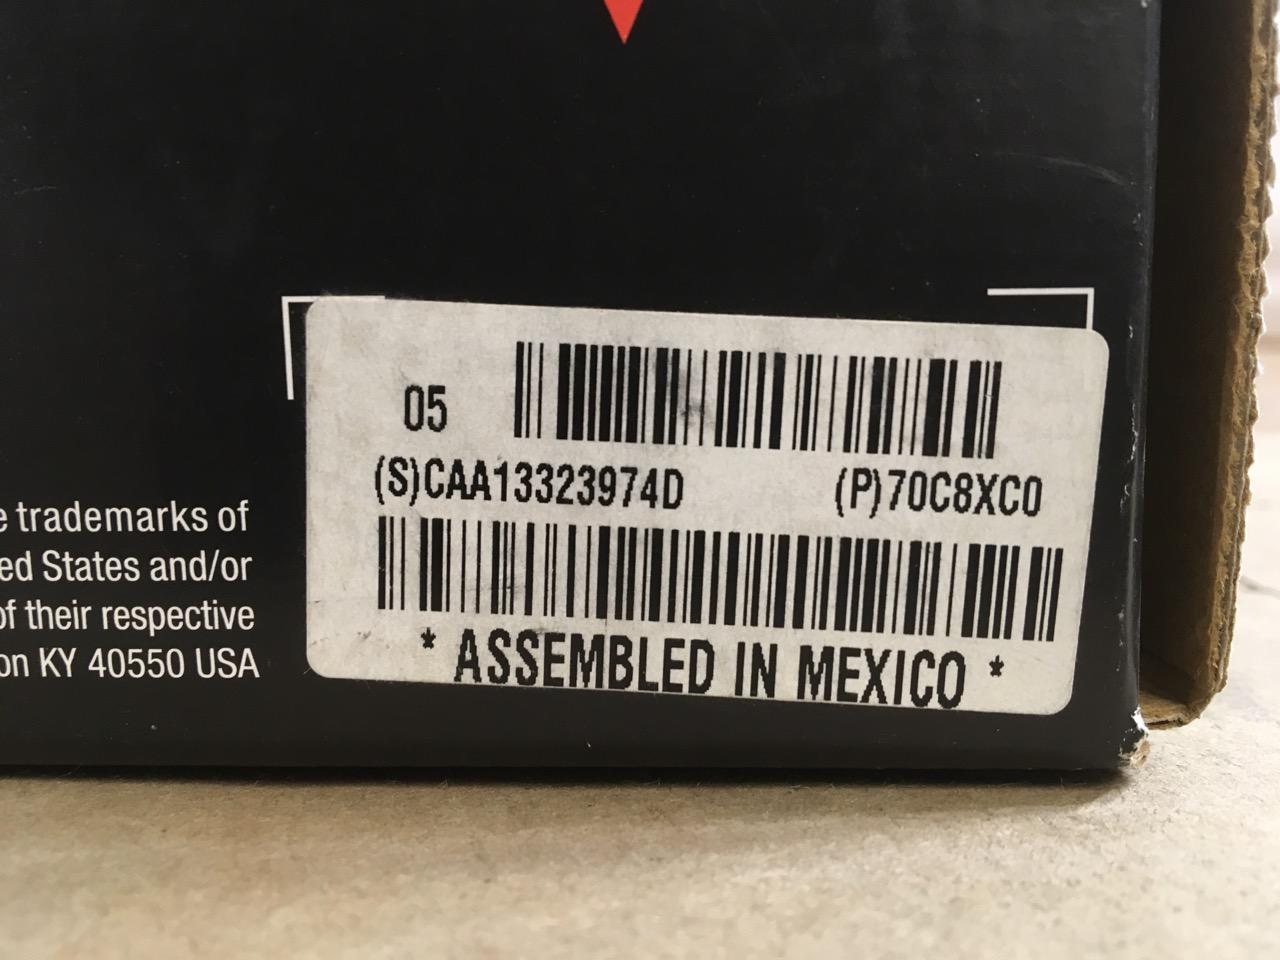 e trademarks of
ed States and/or
of their respective
on KY 40550 USA
05
(S)CAA13323974D (P)70C8XC0
* ASSEMBLED IN MEXICO *